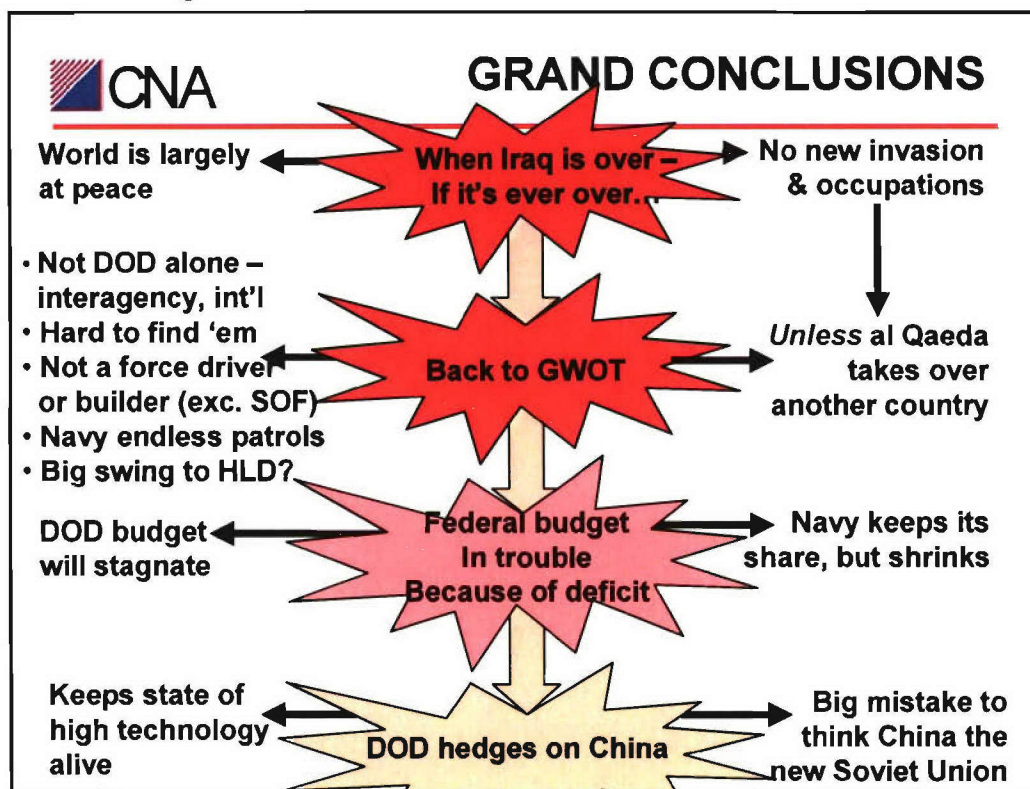 CNA
GRAND CONCLUSIONS
World is largely
at peace
When Iraq is over –
If it's ever over...
No new invasion
& occupations
• Not DOD alone –
interagency, int'l
• Hard to find ‘em
• Not a force driver
or builder (exc. SOF)
• Navy endless patrols
• Big swing to HLD?
Back to GWOT
Unless al Qaeda
takes over
another country
DOD budget
will stagnate
Federal budget
In trouble
Because of deficit
Navy keeps its
share, but shrinks
Keeps state of
high technology
alive
DOD hedges on China
Big mistake to
think China the
new Soviet Union